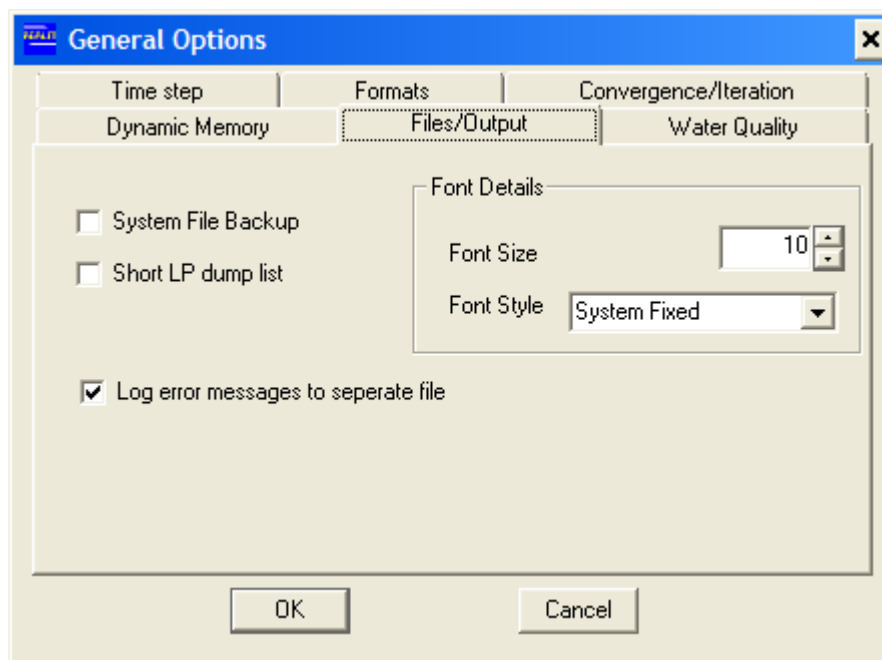 General Options
Time step Formats Convergence/Iteration
Dynamic Memory Files/Output Water Quality
Font Details
System File Backup
Font Size 10
Short LP dump list
Font Style System Fixed
Log error messages to seperate file
OK Cancel